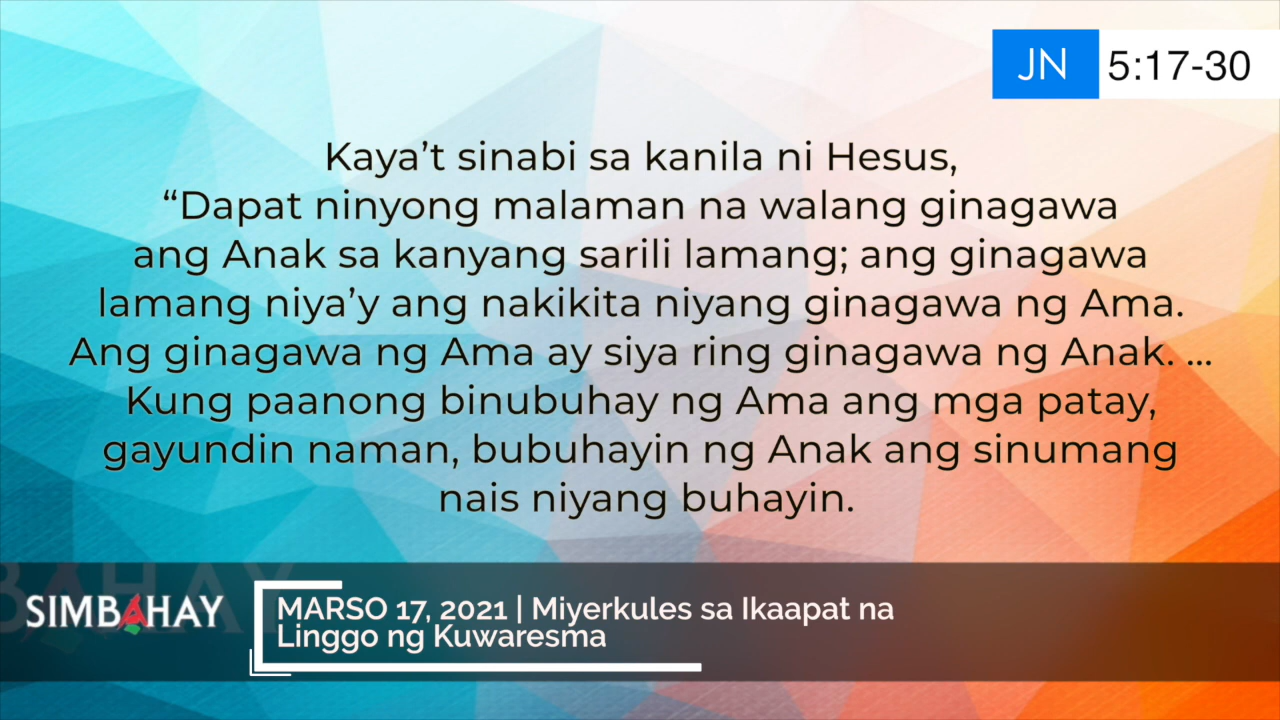 JN 5:17-30
Kaya’t sinabi sa kanila ni Hesus,
“Dapat ninyong malaman na walang ginagawa
ang Anak sa kanyang sarili lamang; ang ginagawa
lamang niya’y ang nakikita niyang ginagawa ng Ama.
Ang ginagawa ng Ama ay siya ring ginagawa ng Anak. ...
Kung paanong binubuhay ng Ama ang mga patay,
gayundin naman, bubuhayin ng Anak ang sinumang
nais niyang buhayin.
SIMBAHAY
MARSO 17, 2021 | Miyerkules sa Ikaapat na
Linggo ng Kuwaresma